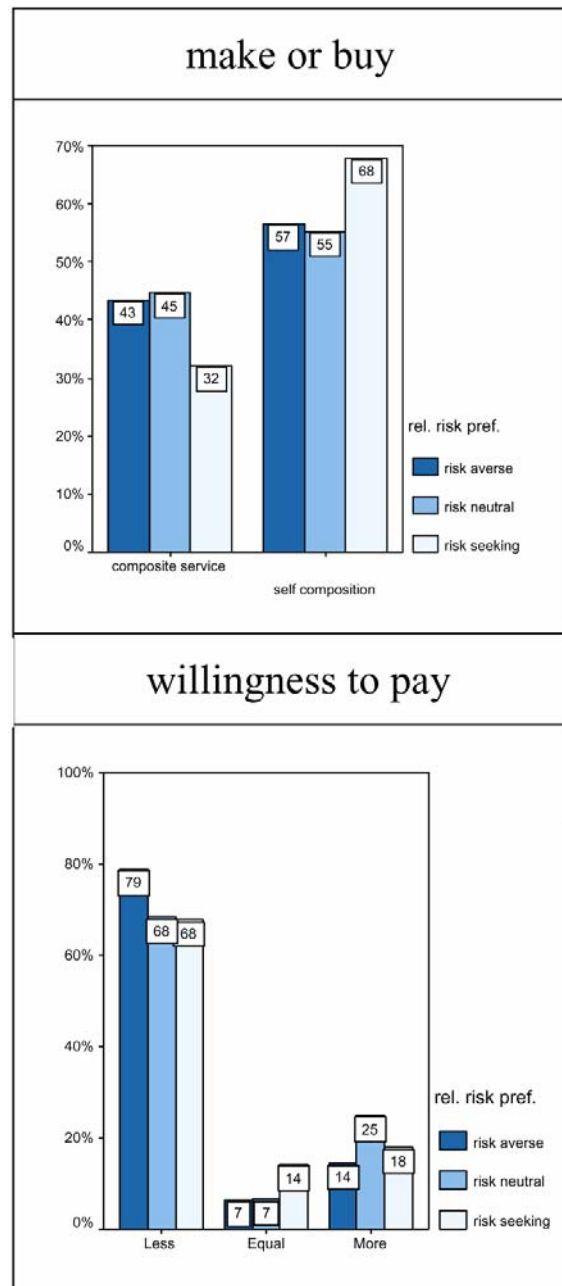 make or buy
70%
60%
50%
40%
30%
20%
10%
0%
43
45
32
57
55
68
composite service
self composition
rel. risk pref.
risk averse
risk neutral
risk seeking
willingness to pay
100%
80%
60%
40%
20%
0%
79
68
68
7
7
14
14
25
18
Less
Equal
More
rel. risk pref.
risk averse
risk neutral
risk seeking